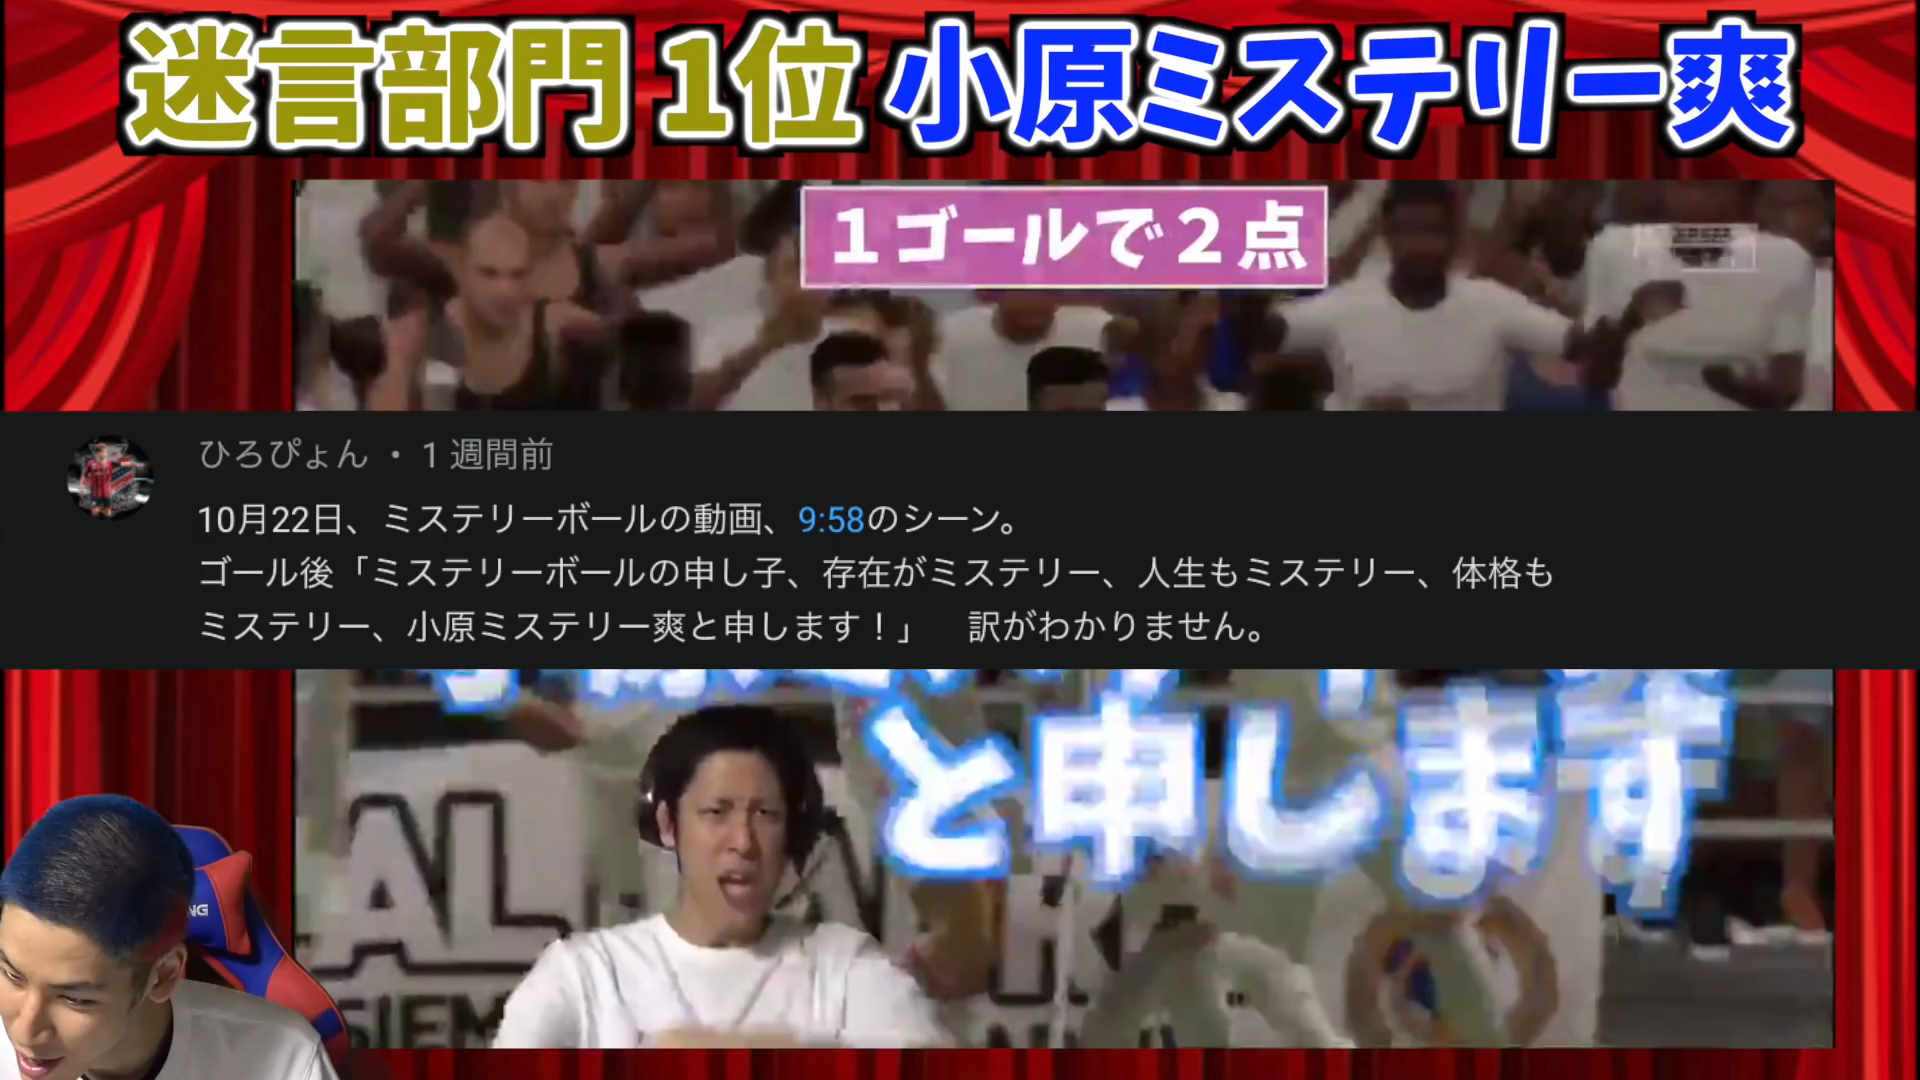 迷言部門 1位 小原ミステリー爽
1ゴールで2点
ひろぴょん ・ 1 週間前
10月22日、ミステリーボールの動画、9:58のシーン。
ゴール後「ミステリーボールの申し子、存在がミステリー、人生もミステリー、体格も
ミステリー、小原ミステリー爽と申します！」　訳がわかりません。
と申します
AL
SIEM
NG